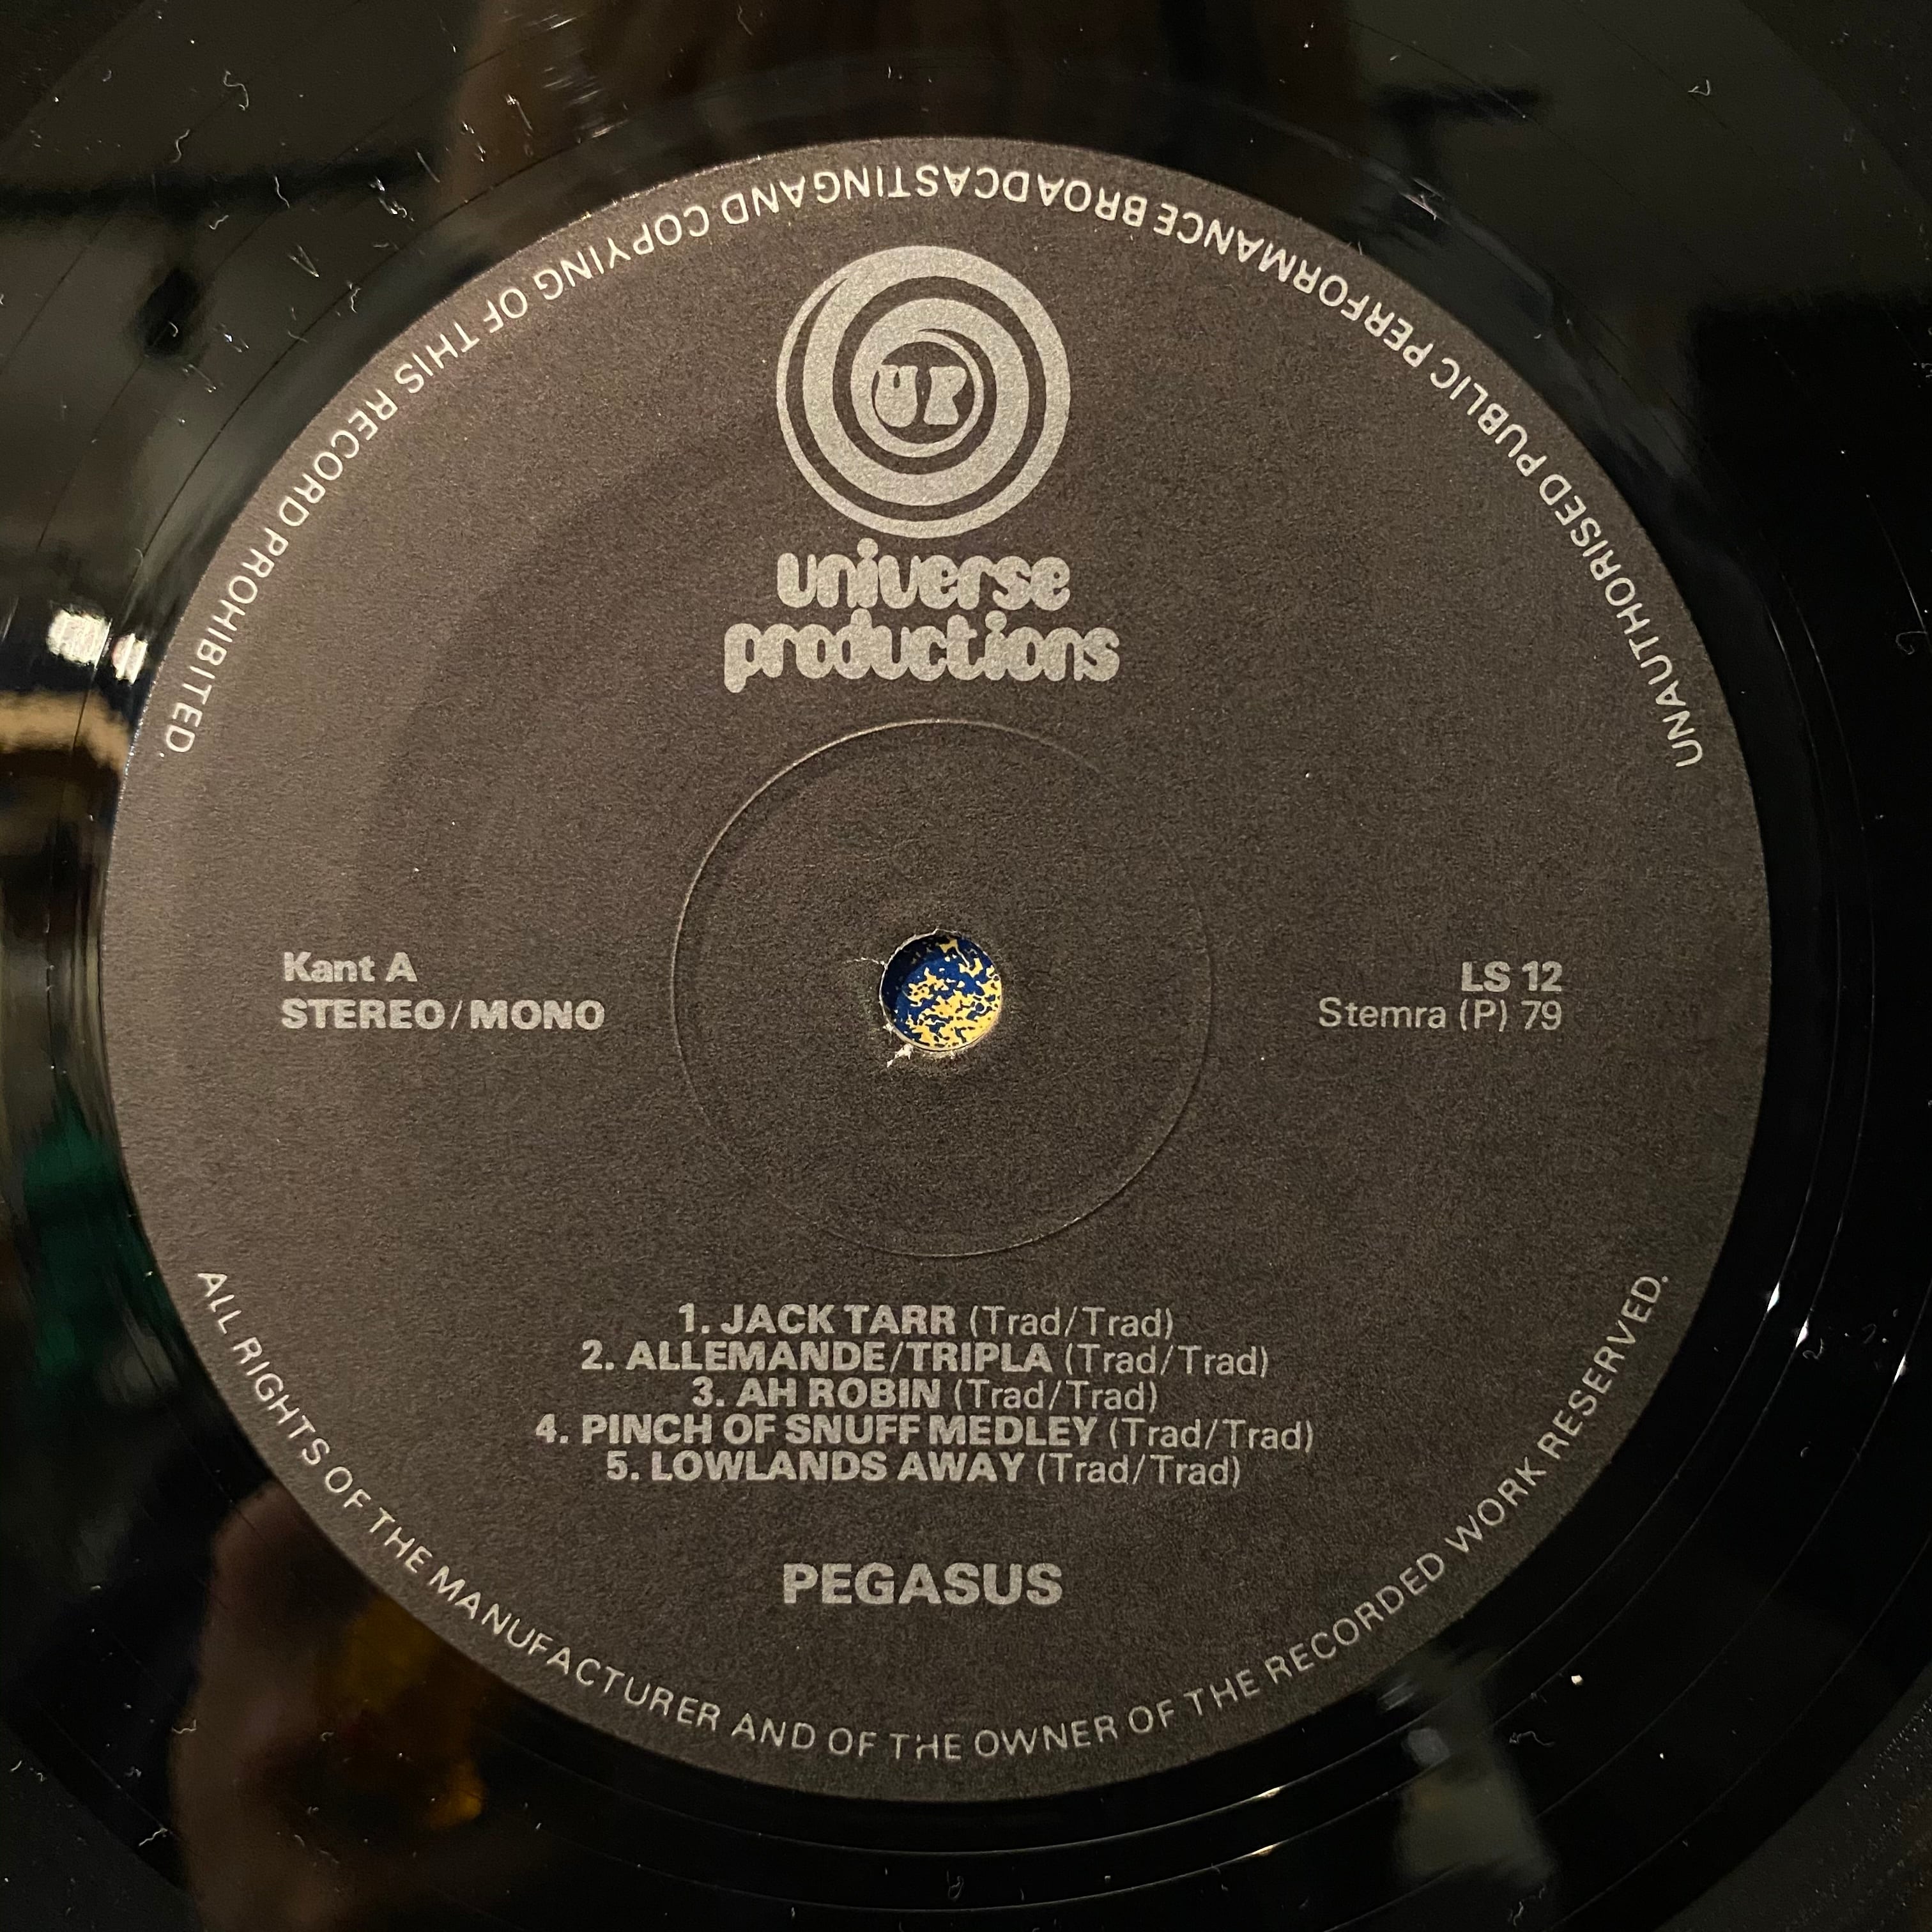 UNAUTHORISED PUBLIC PERFORMANCE BROADCASTING AND COPYING OF THIS RECORD PROHIBITED.
UP
universe
productions
Kant A
STEREO/MONO
LS 12
Stemra (P) 79
1. JACK TARR (Trad/Trad)
2. ALLEMANDE/TRIPLA (Trad/Trad)
3. AH ROBIN (Trad/Trad)
4. PINCH OF SNUFF MEDLEY (Trad/Trad)
5. LOWLANDS AWAY (Trad/Trad)
PEGASUS
ALL RIGHTS OF THE MANUFACTURER AND OF THE OWNER OF THE RECORDED WORK RESERVED.